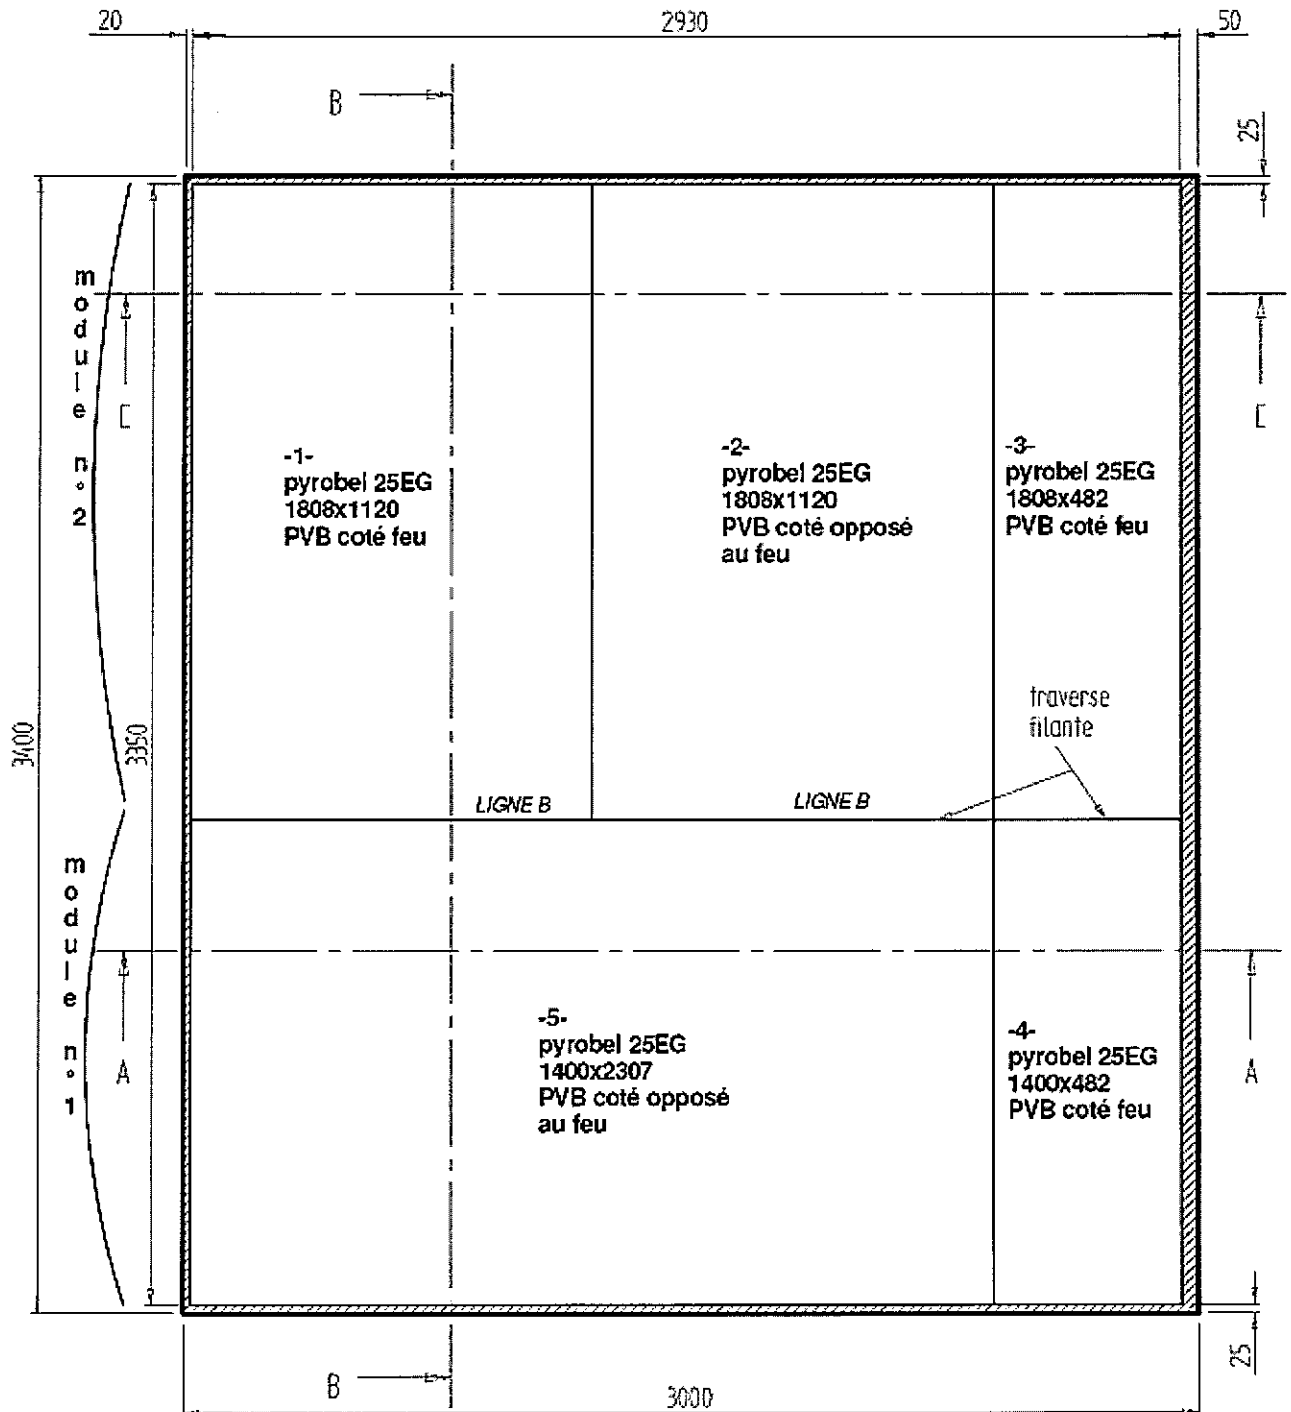 20
2930
50
B
25
module n°2
C
C
-1-
pyrobel 25EG
1808x1120
PVB coté feu
-2-
pyrobel 25EG
1808x1120
PVB coté opposé
au feu
-3-
pyrobel 25EG
1808x482
PVB coté feu
traverse
filante
3400
3350
LIGNE B
LIGNE B
module n°1
A
A
-5-
pyrobel 25EG
1400x2307
PVB coté opposé
au feu
-4-
pyrobel 25EG
1400x482
PVB coté feu
25
B
3000